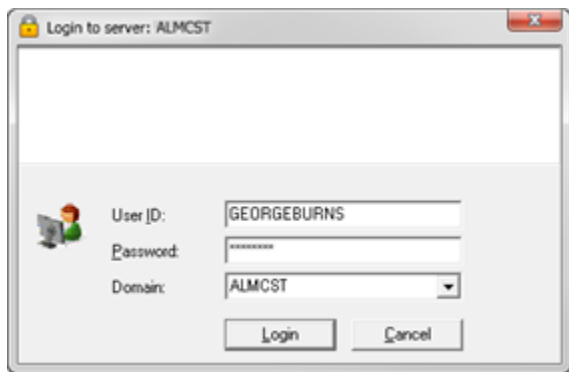 Login to server: ALMCST
User ID:
GEORGEBURNS
Password:
********
Domain:
ALMCST
Login
Cancel